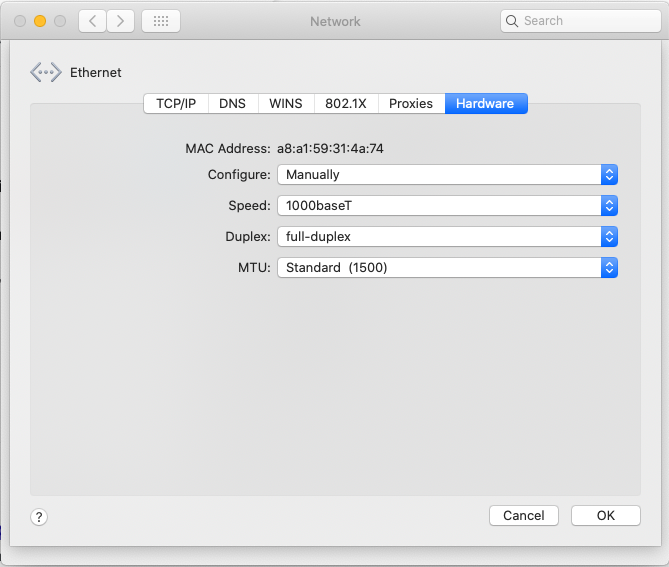 Network
Search
Ethernet
TCP/IP DNS WINS 802.1X Proxies Hardware
MAC Address: a8:a1:59:31:4a:74
Configure: Manually
Speed: 1000baseT
Duplex: full-duplex
MTU: Standard (1500)
? Cancel OK